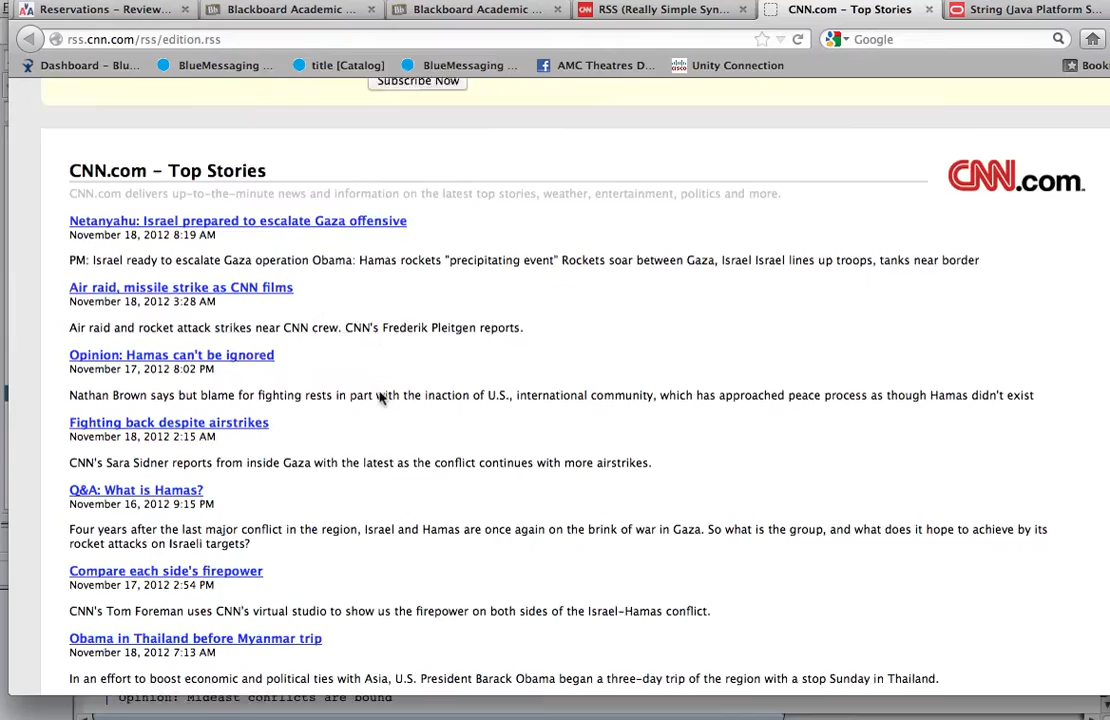 Reservations – Review...
Blackboard Academic ...
Blackboard Academic ...
RSS (Really Simple Syn...
CNN.com – Top Stories
String (Java Platform S...
rss.cnn.com/rss/edition.rss
Google
Dashboard – Blu...
BlueMessaging ...
title [Catalog]
BlueMessaging ...
AMC Theatres D...
Unity Connection
Book
Subscribe Now
CNN.com – Top Stories
CNN.com
CNN.com delivers up-to-the-minute news and information on the latest top stories, weather, entertainment, politics and more.
Netanyahu: Israel prepared to escalate Gaza offensive
November 18, 2012 8:19 AM
PM: Israel ready to escalate Gaza operation Obama: Hamas rockets "precipitating event" Rockets soar between Gaza, Israel Israel lines up troops, tanks near border
Air raid, missile strike as CNN films
November 18, 2012 3:28 AM
Air raid and rocket attack strikes near CNN crew. CNN's Frederik Pleitgen reports.
Opinion: Hamas can't be ignored
November 17, 2012 8:02 PM
Nathan Brown says but blame for fighting rests in part with the inaction of U.S., international community, which has approached peace process as though Hamas didn't exist
Fighting back despite airstrikes
November 18, 2012 2:15 AM
CNN's Sara Sidner reports from inside Gaza with the latest as the conflict continues with more airstrikes.
Q&A: What is Hamas?
November 16, 2012 9:15 PM
Four years after the last major conflict in the region, Israel and Hamas are once again on the brink of war in Gaza. So what is the group, and what does it hope to achieve by its
rocket attacks on Israeli targets?
Compare each side's firepower
November 17, 2012 2:54 PM
CNN's Tom Foreman uses CNN's virtual studio to show us the firepower on both sides of the Israel-Hamas conflict.
Obama in Thailand before Myanmar trip
November 18, 2012 7:13 AM
In an effort to boost economic and political ties with Asia, U.S. President Barack Obama began a three-day trip of the region with a stop Sunday in Thailand.
Opinion: Mideast conflicts are bound